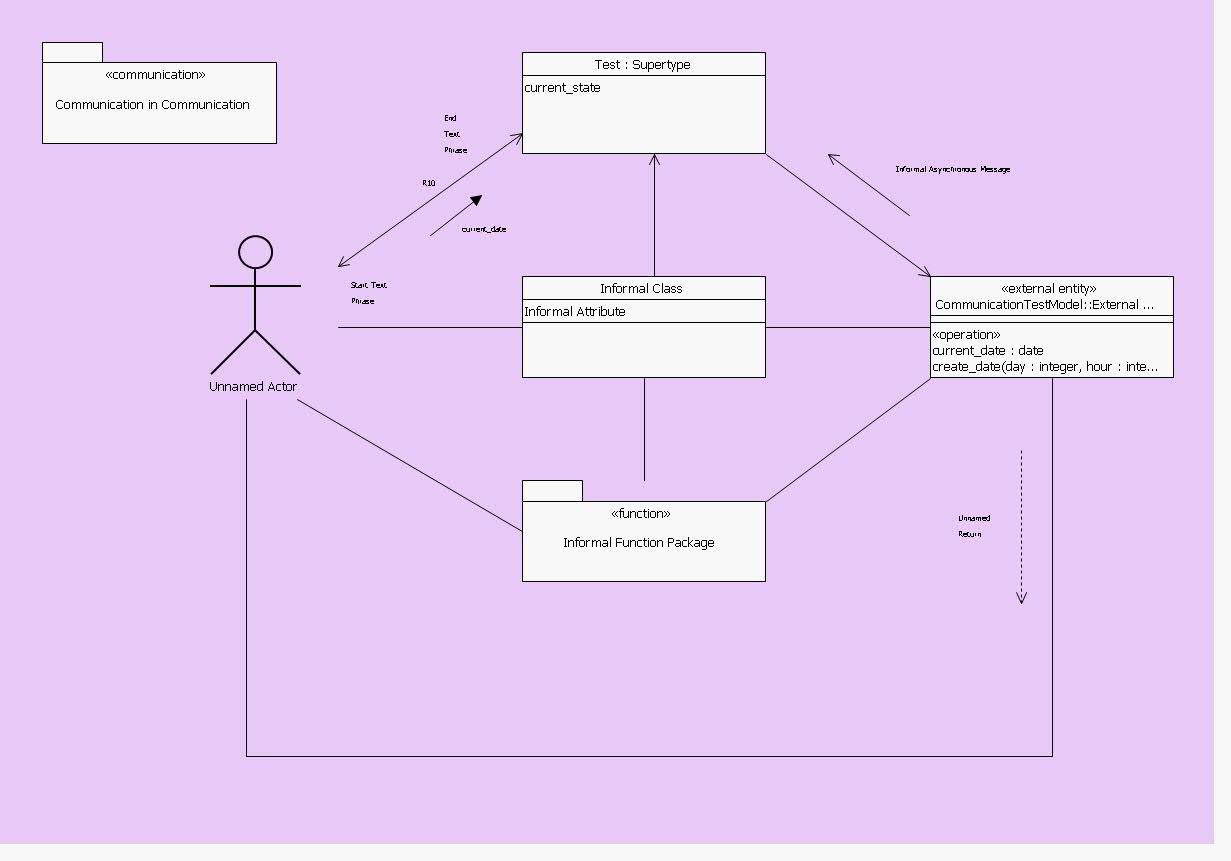 «communication»
Communication in Communication
Test : Supertype
current_state
End
Text
Phrase
R10
current_date
Informal Asynchronous Message
Start Text
Phrase
Unnamed Actor
Informal Class
Informal Attribute
«external entity»
CommunicationTestModel::External ...
«operation»
current_date : date
create_date(day : integer, hour : inte...
«function»
Informal Function Package
Unnamed
Return